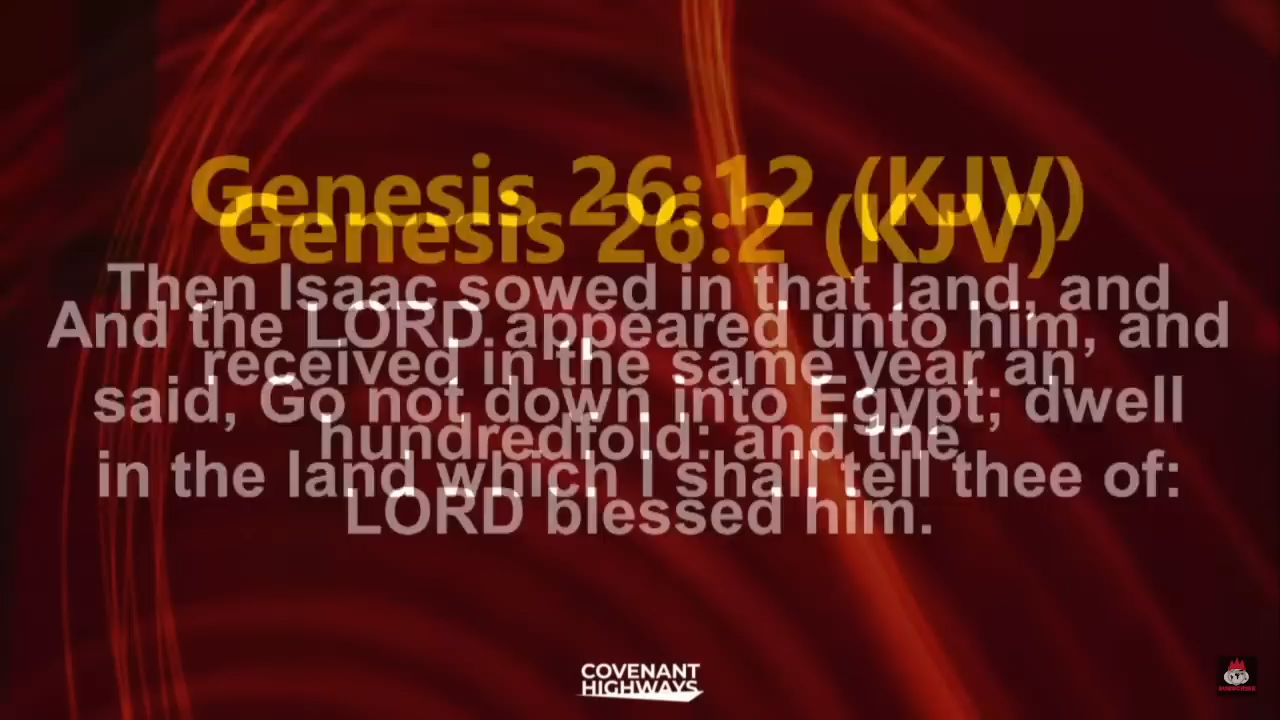 Genesis 26:12 (KJV)
Genesis 26:2 (KJV)
Then Isaac sowed in that land, and
And the LORD appeared unto him, and
received in the same year an
said, Go not down into Egypt; dwell
hundredfold: and the
in the land which I shall tell thee of:
LORD blessed him.
COVENANT
HIGHWAYS
SUBSCRIBE